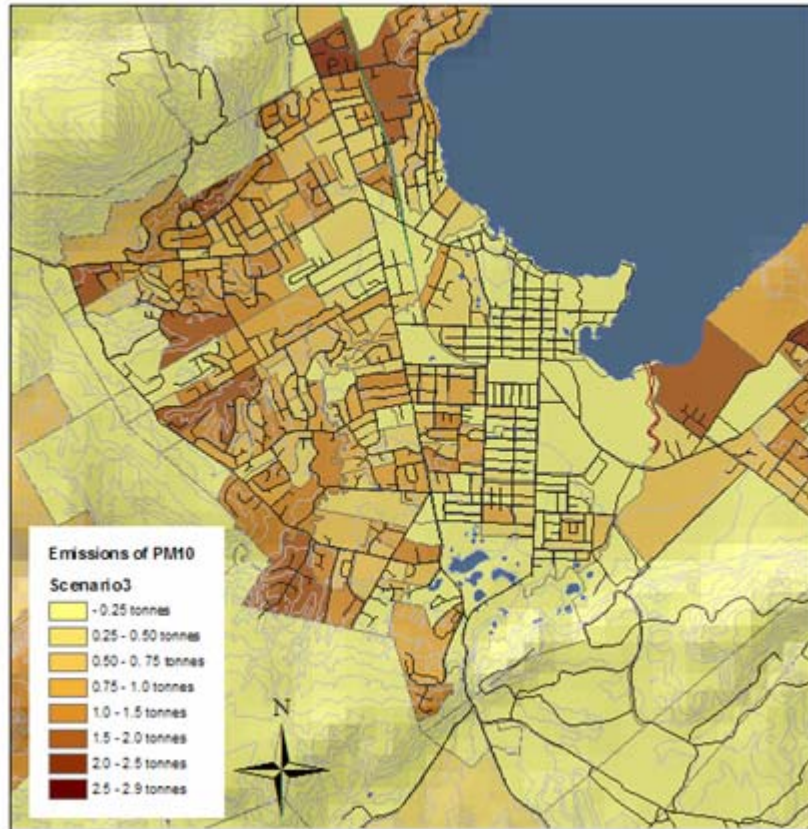 Emissions of PM10
Scenario3
- 0.25 tonnes
0.25 - 0.50 tonnes
0.50 - 0.75 tonnes
0.75 - 1.0 tonnes
1.0 - 1.5 tonnes
1.5 - 2.0 tonnes
2.0 - 2.5 tonnes
2.5 - 2.9 tonnes
N